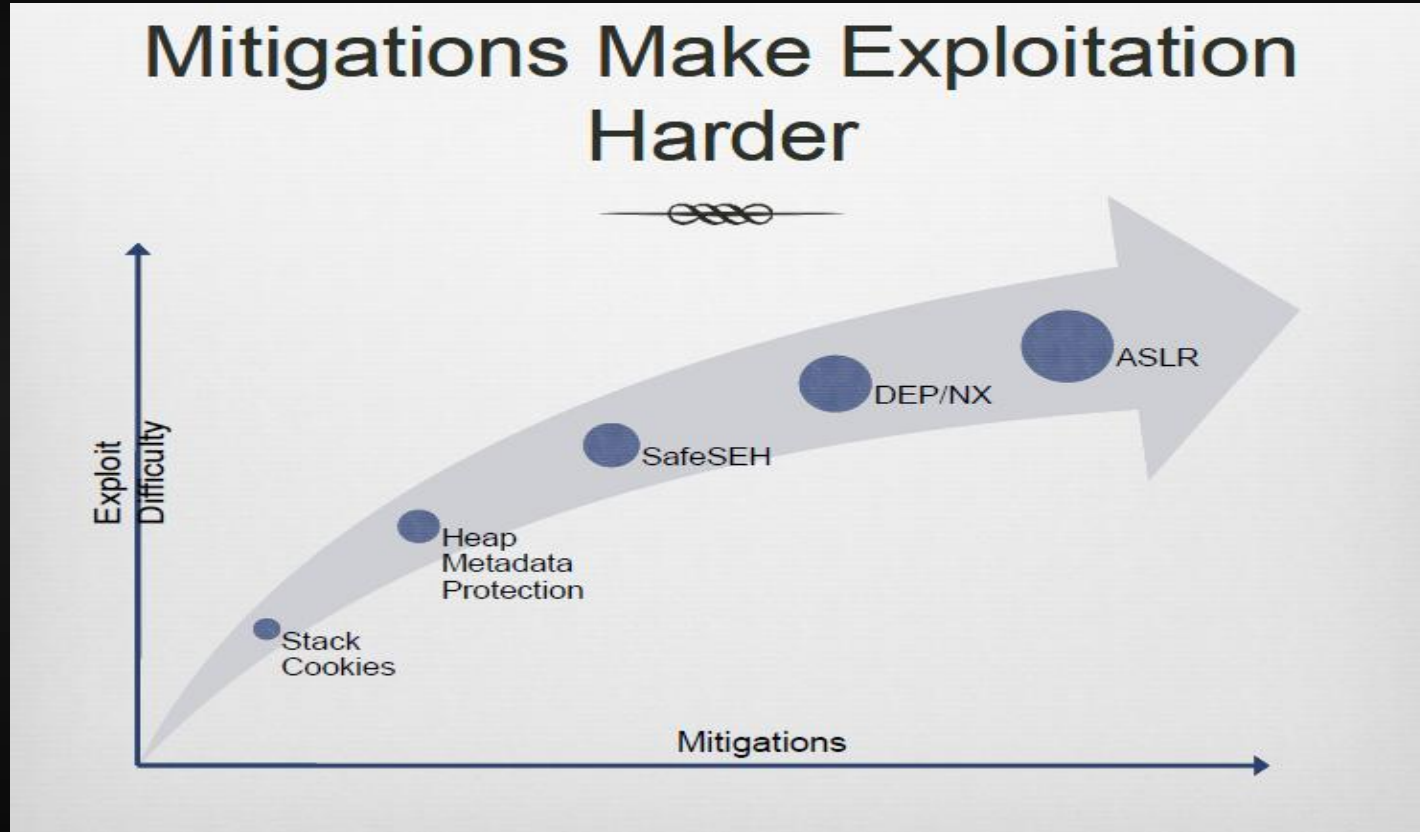 Mitigations Make Exploitation
Harder
Exploit
Difficulty
ASLR
DEP/NX
SafeSEH
Heap
Metadata
Protection
Stack
Cookies
Mitigations